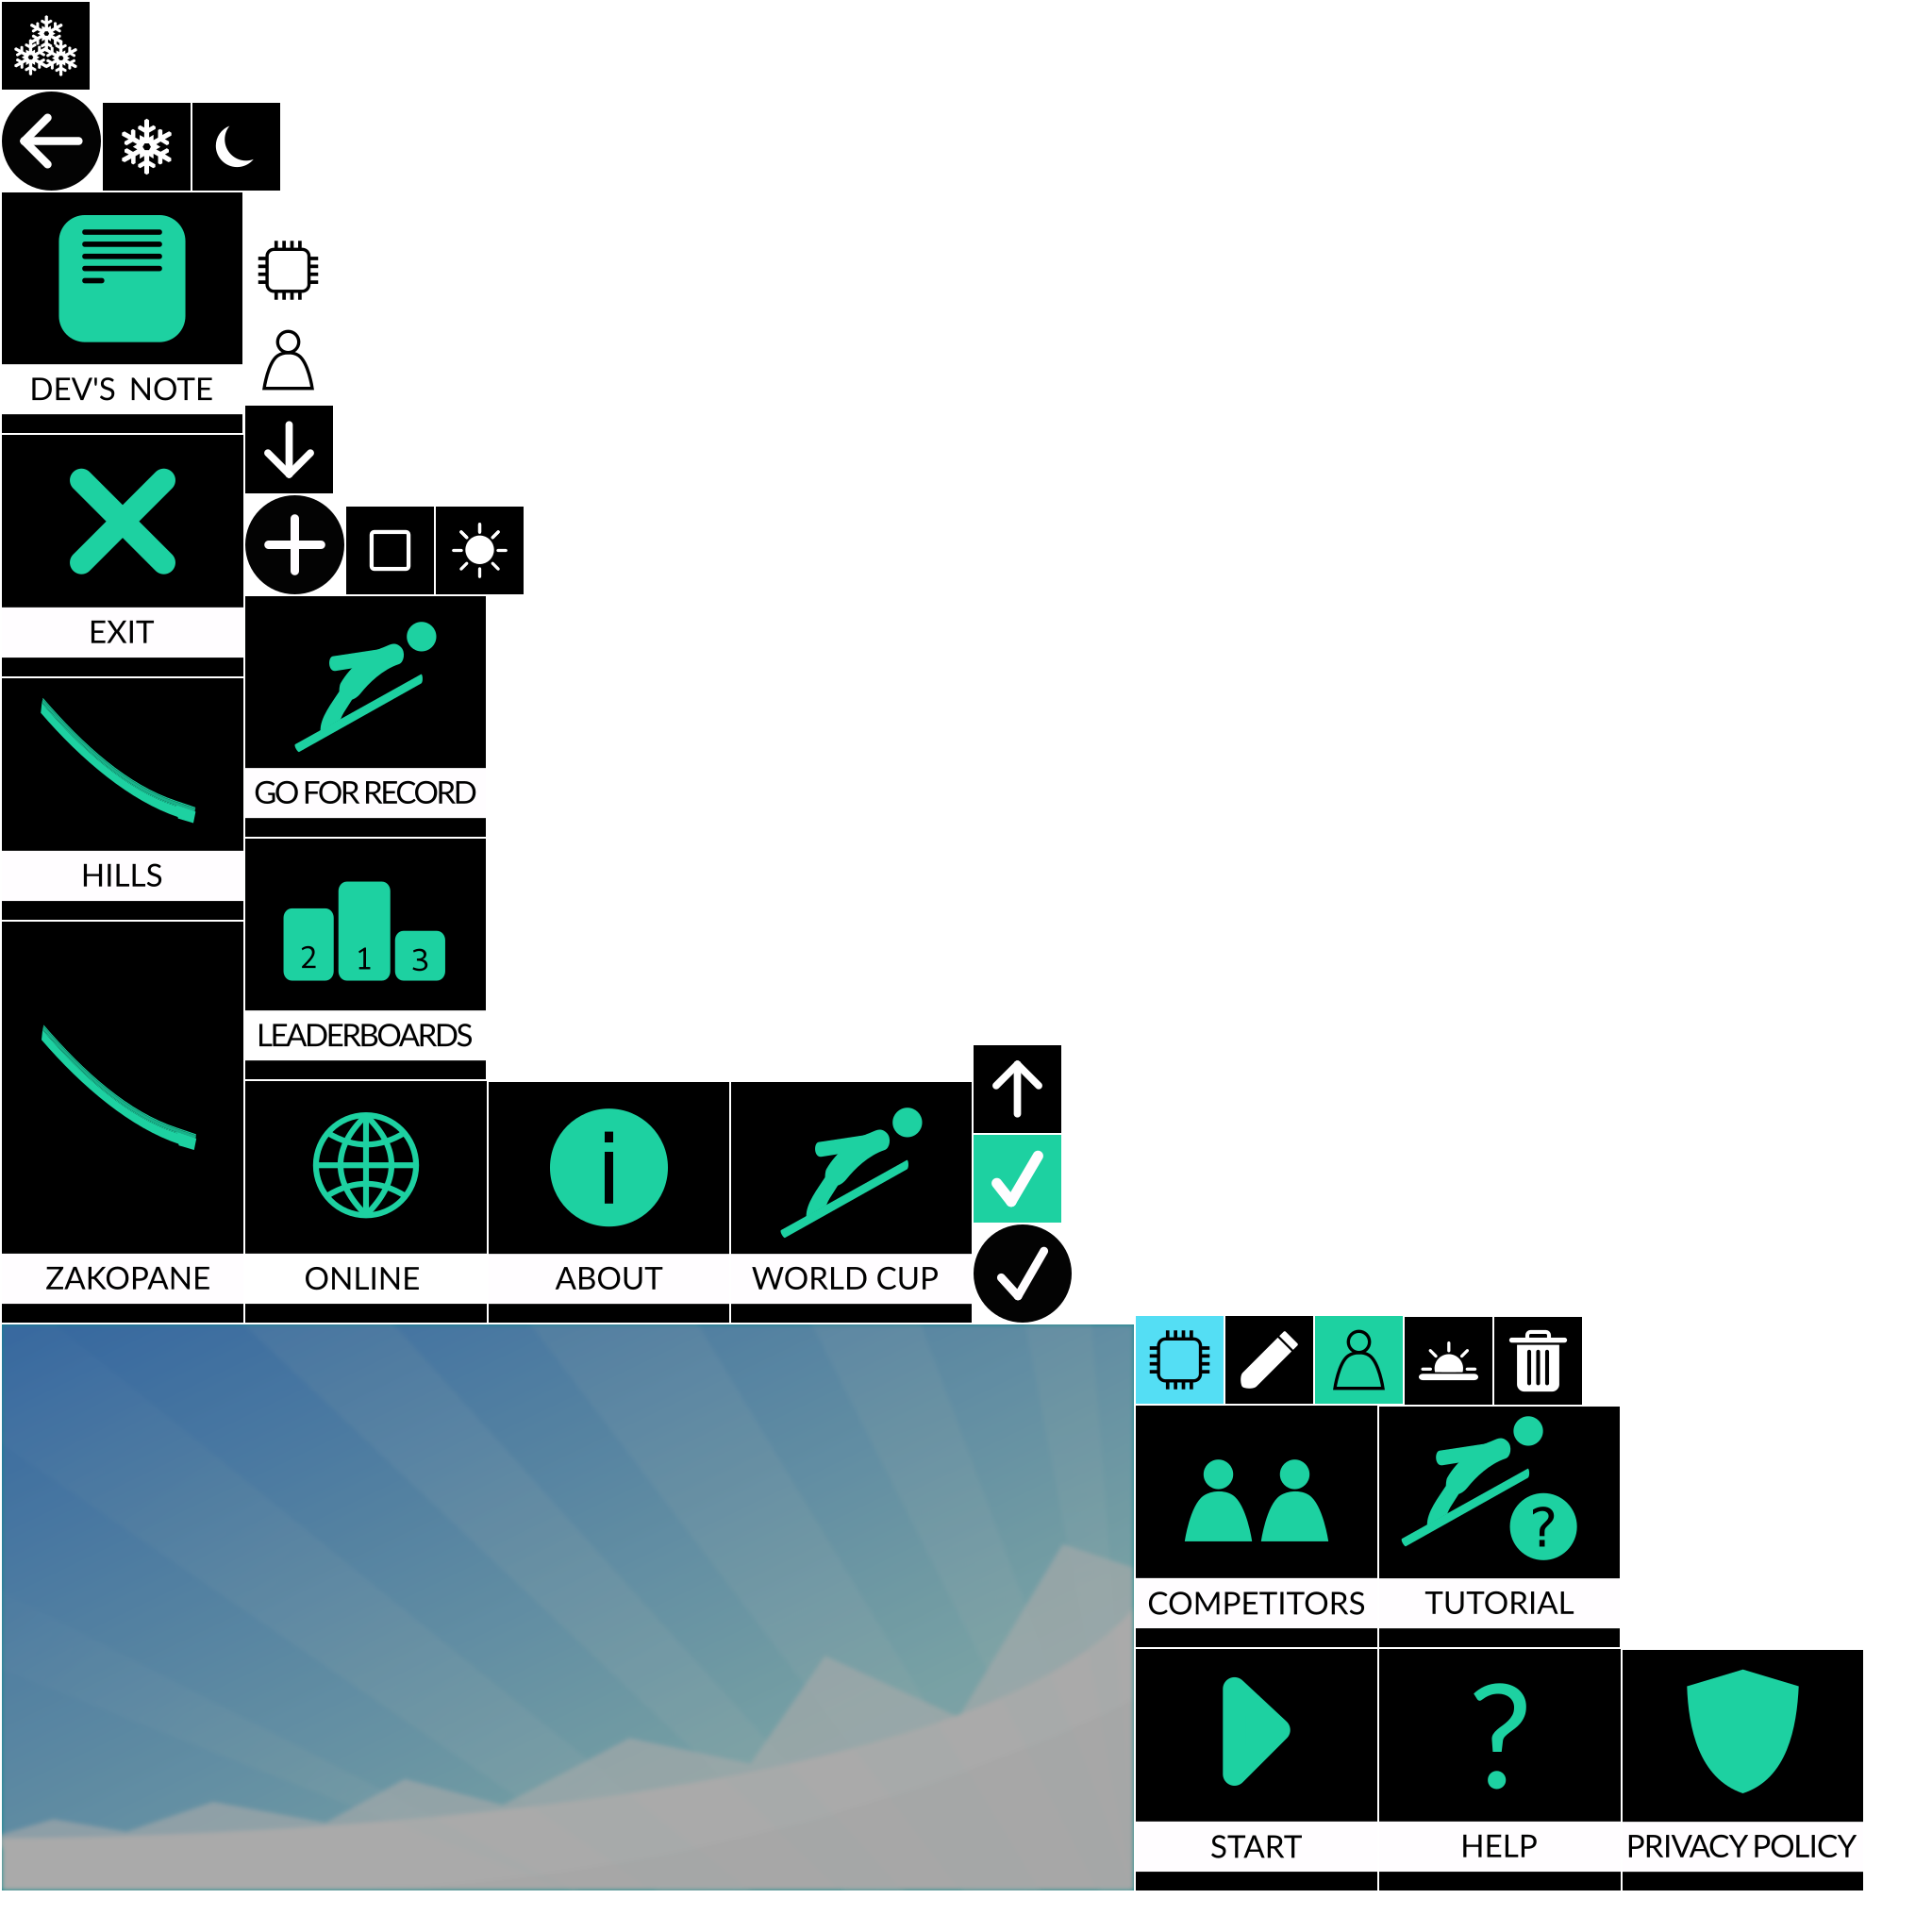 DEV'S NOTE
EXIT
GO FOR RECORD
HILLS
2 1 3
LEADERBOARDS
i
ZAKOPANE
ONLINE
ABOUT
WORLD CUP
?
COMPETITORS
TUTORIAL
?
START
HELP
PRIVACY POLICY